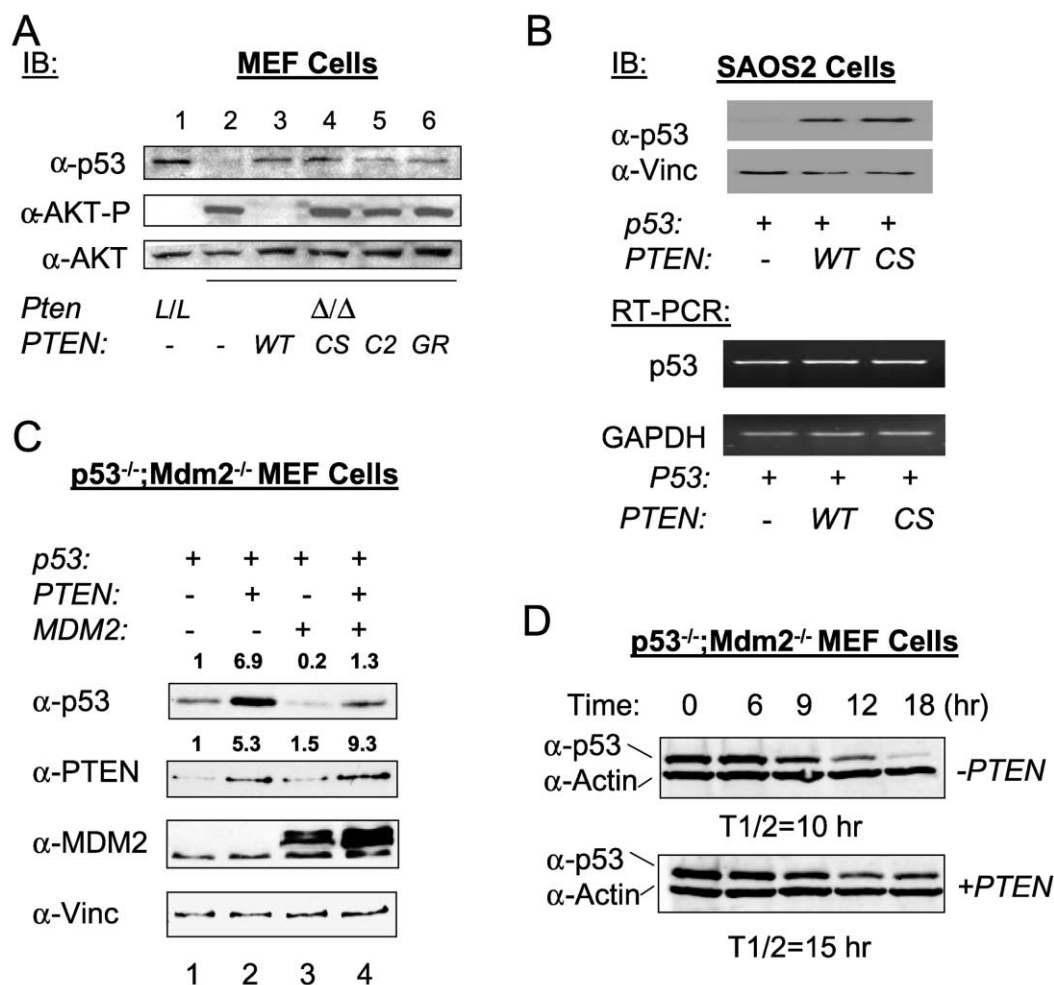 A
IB: MEF Cells
1 2 3 4 5 6
α-p53
α-AKT-P
α-AKT
Pten L/L Δ/Δ
PTEN: - - WT CS C2 GR
B
IB: SAOS2 Cells
α-p53
α-Vinc
p53: + + +
PTEN: - WT CS
RT-PCR:
p53
GAPDH
P53: + + +
PTEN: - WT CS
C
p53-/-;Mdm2-/- MEF Cells
p53: + + + +
PTEN: - + - +
MDM2: - - + +
1 6.9 0.2 1.3
α-p53
1 5.3 1.5 9.3
α-PTEN
α-MDM2
α-Vinc
1 2 3 4
D
p53-/-;Mdm2-/- MEF Cells
Time: 0 6 9 12 18 (hr)
α-p53
α-Actin
-PTEN
T1/2=10 hr
α-p53
α-Actin
+PTEN
T1/2=15 hr